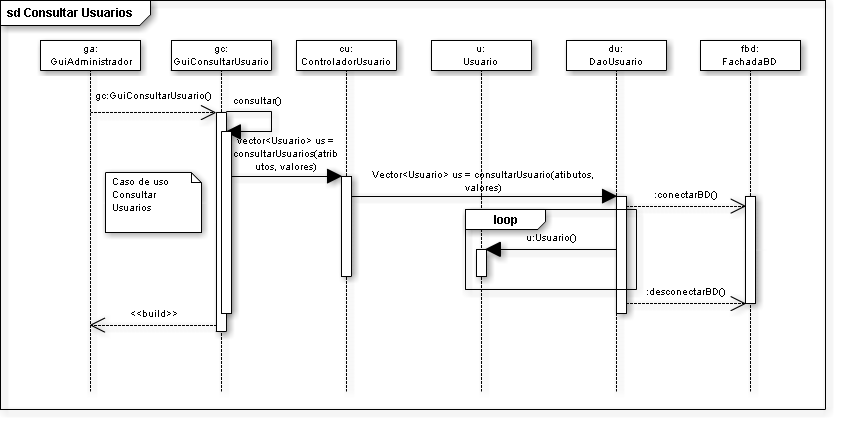 sd Consultar Usuarios
ga:
GuiAdministrador
gc:
GuiConsultarUsuario
cu:
ControladorUsuario
u:
Usuario
du:
DaoUsuario
fbd:
FachadaBD
gc:GuiConsultarUsuario()
consultar()
Vector<Usuario> us =
consultarUsuarios(atrib
utos, valores)
Caso de uso
Consultar
Usuarios
Vector<Usuario> us = consultarUsuario(atibutos,
valores)
:conectarBD()
loop
u:Usuario()
:desconectarBD()
<<build>>